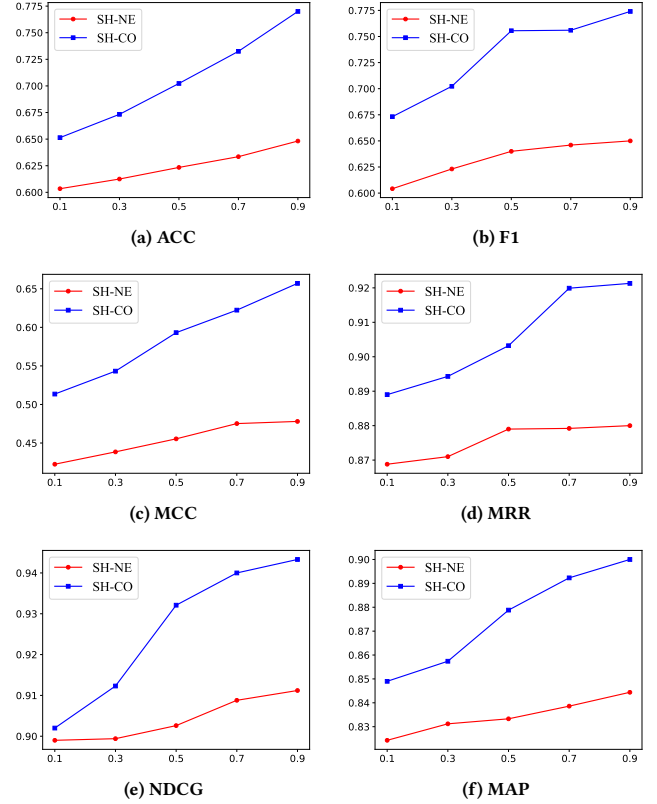 0.775
0.750
0.725
0.700
0.675
0.650
0.625
0.600
SH-NE
SH-CO
0.1 0.3 0.5 0.7 0.9
(a) ACC
0.775
0.750
0.725
0.700
0.675
0.650
0.625
0.600
SH-NE
SH-CO
0.1 0.3 0.5 0.7 0.9
(b) F1
0.65
0.60
0.55
0.50
0.45
SH-NE
SH-CO
0.1 0.3 0.5 0.7 0.9
(c) MCC
0.92
0.91
0.90
0.89
0.88
0.87
SH-NE
SH-CO
0.1 0.3 0.5 0.7 0.9
(d) MRR
0.94
0.93
0.92
0.91
0.90
SH-NE
SH-CO
0.1 0.3 0.5 0.7 0.9
(e) NDCG
0.90
0.89
0.88
0.87
0.86
0.85
0.84
0.83
SH-NE
SH-CO
0.1 0.3 0.5 0.7 0.9
(f) MAP